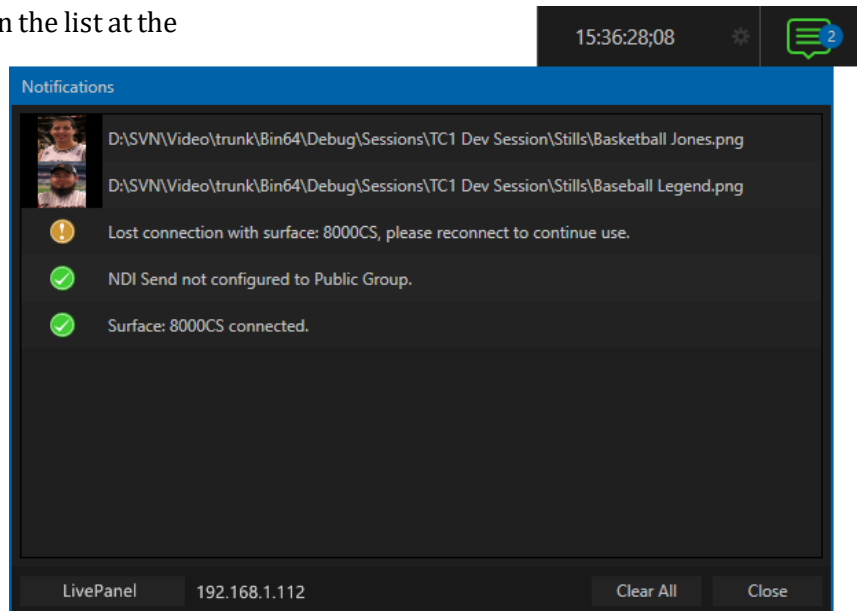 n the list at the
15:36:28;08
2
Notifications
D:\SVN\Video\trunk\Bin64\Debug\Sessions\TC1 Dev Session\Stills\Basketball Jones.png
D:\SVN\Video\trunk\Bin64\Debug\Sessions\TC1 Dev Session\Stills\Baseball Legend.png
Lost connection with surface: 8000CS, please reconnect to continue use.
NDI Send not configured to Public Group.
Surface: 8000CS connected.
LivePanel 192.168.1.112 Clear All Close